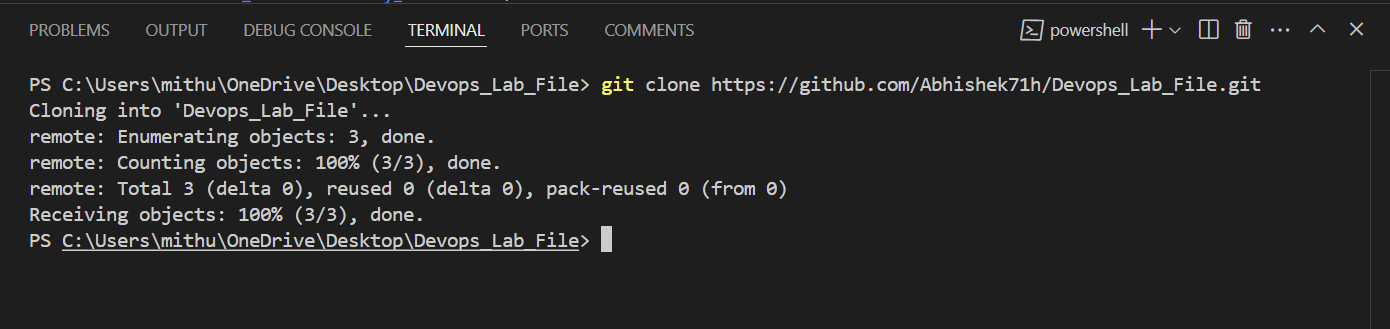 PROBLEMS OUTPUT DEBUG CONSOLE TERMINAL PORTS COMMENTS powershell
PS C:\Users\mithu\OneDrive\Desktop\Devops_Lab_File> git clone https://github.com/Abhishek71h/Devops_Lab_File.git
Cloning into 'Devops_Lab_File'...
remote: Enumerating objects: 3, done.
remote: Counting objects: 100% (3/3), done.
remote: Total 3 (delta 0), reused 0 (delta 0), pack-reused 0 (from 0)
Receiving objects: 100% (3/3), done.
PS C:\Users\mithu\OneDrive\Desktop\Devops_Lab_File>